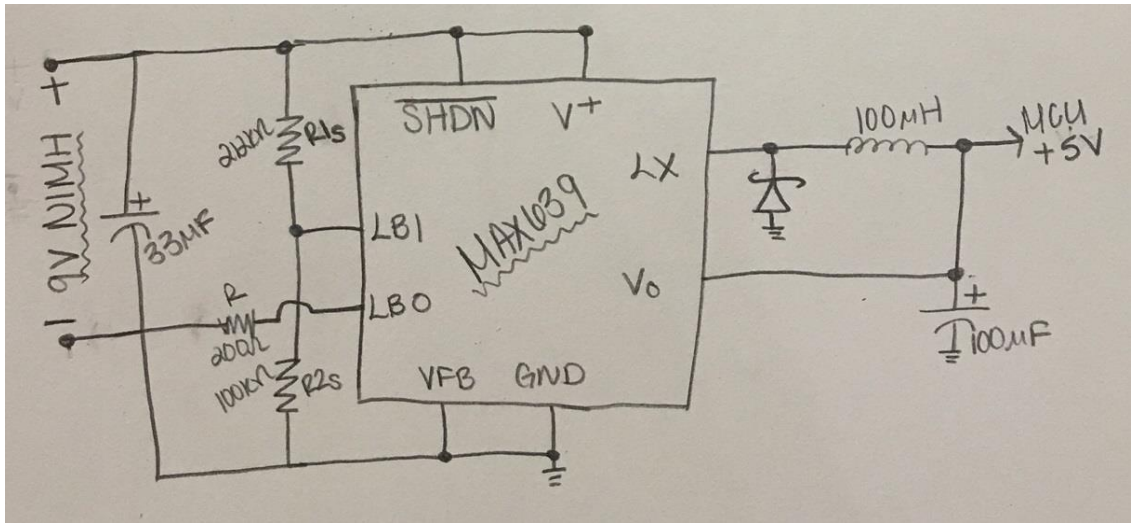 +
9V NIMH
−
33μF
212kΩ
R1s
R
200Ω
100kΩ
R2s
SHDN
V+
LBI
LBO
MAX639
LX
Vo
VFB
GND
100μH
MCU
+5V
+
+
100μF